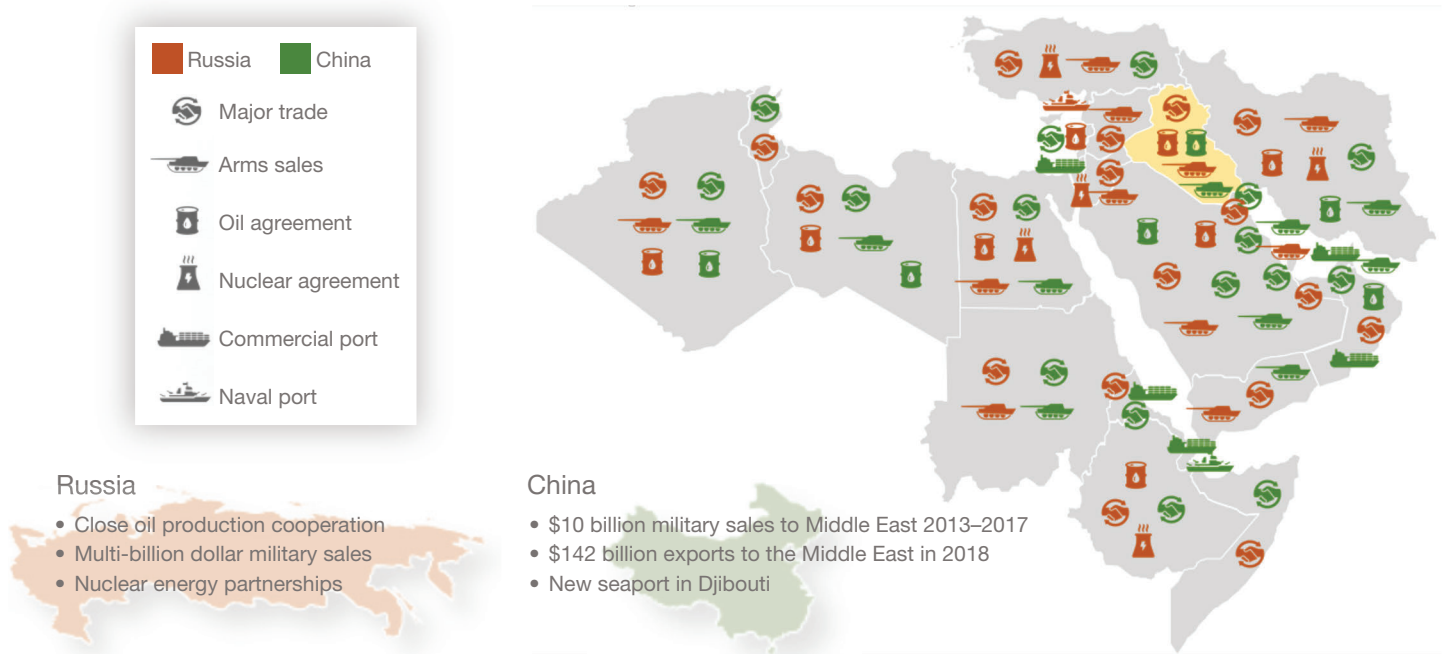 Russia
China
Major trade
Arms sales
Oil agreement
Nuclear agreement
Commercial port
Naval port
Russia
• Close oil production cooperation
• Multi-billion dollar military sales
• Nuclear energy partnerships
China
• $10 billion military sales to Middle East 2013–2017
• $142 billion exports to the Middle East in 2018
• New seaport in Djibouti